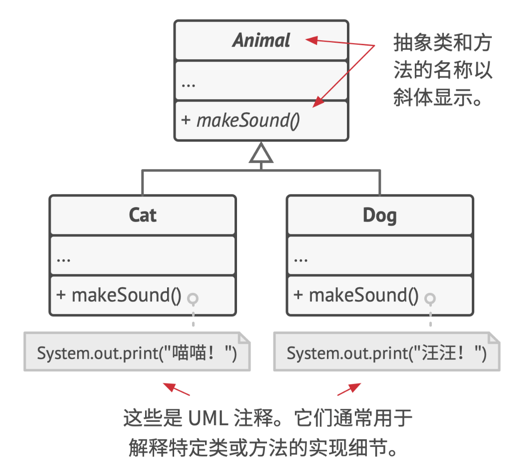 Animal
抽象类和方
法的名称以
斜体显示。
...
+ makeSound()
Cat
...
+ makeSound()
Dog
...
+ makeSound()
System.out.print("喵喵！")
System.out.print("汪汪！")
这些是 UML 注释。它们通常用于
解释特定类或方法的实现细节。